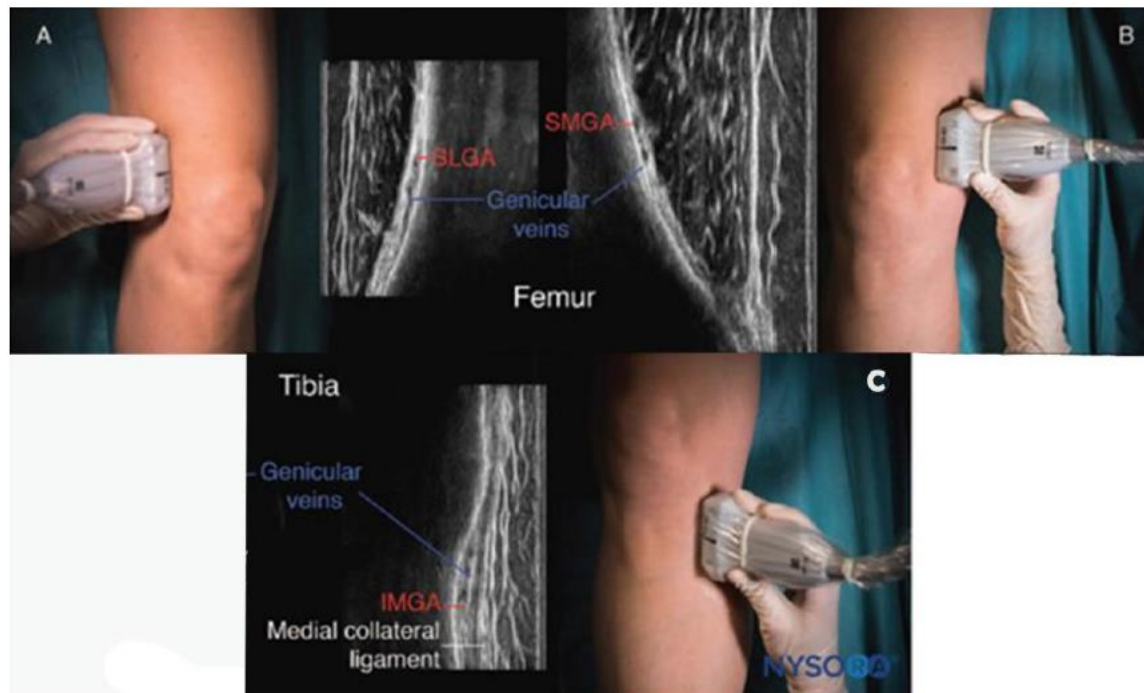 A
B
SMGA
SLGA
Genicular
veins
Femur
Tibia
C
Genicular
veins
IMGA
Medial collateral
ligament
NYSORA